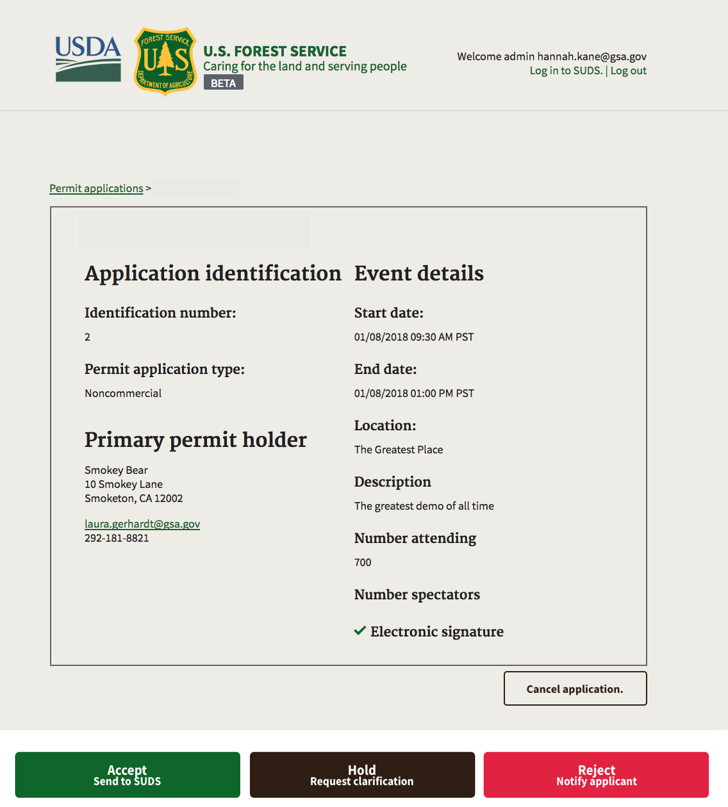 USDA
FOREST SERVICE
U S
DEPARTMENT OF AGRICULTURE
U.S. FOREST SERVICE
Caring for the land and serving people
BETA
Welcome admin hannah.kane@gsa.gov
Log in to SUDS. | Log out
Permit applications >
Application identification
Identification number:
2
Permit application type:
Noncommercial
Primary permit holder
Smokey Bear
10 Smokey Lane
Smoketon, CA 12002
laura.gerhardt@gsa.gov
292-181-8821
Event details
Start date:
01/08/2018 09:30 AM PST
End date:
01/08/2018 01:00 PM PST
Location:
The Greatest Place
Description
The greatest demo of all time
Number attending
700
Number spectators
Electronic signature
Cancel application.
Accept
Send to SUDS
Hold
Request clarification
Reject
Notify applicant